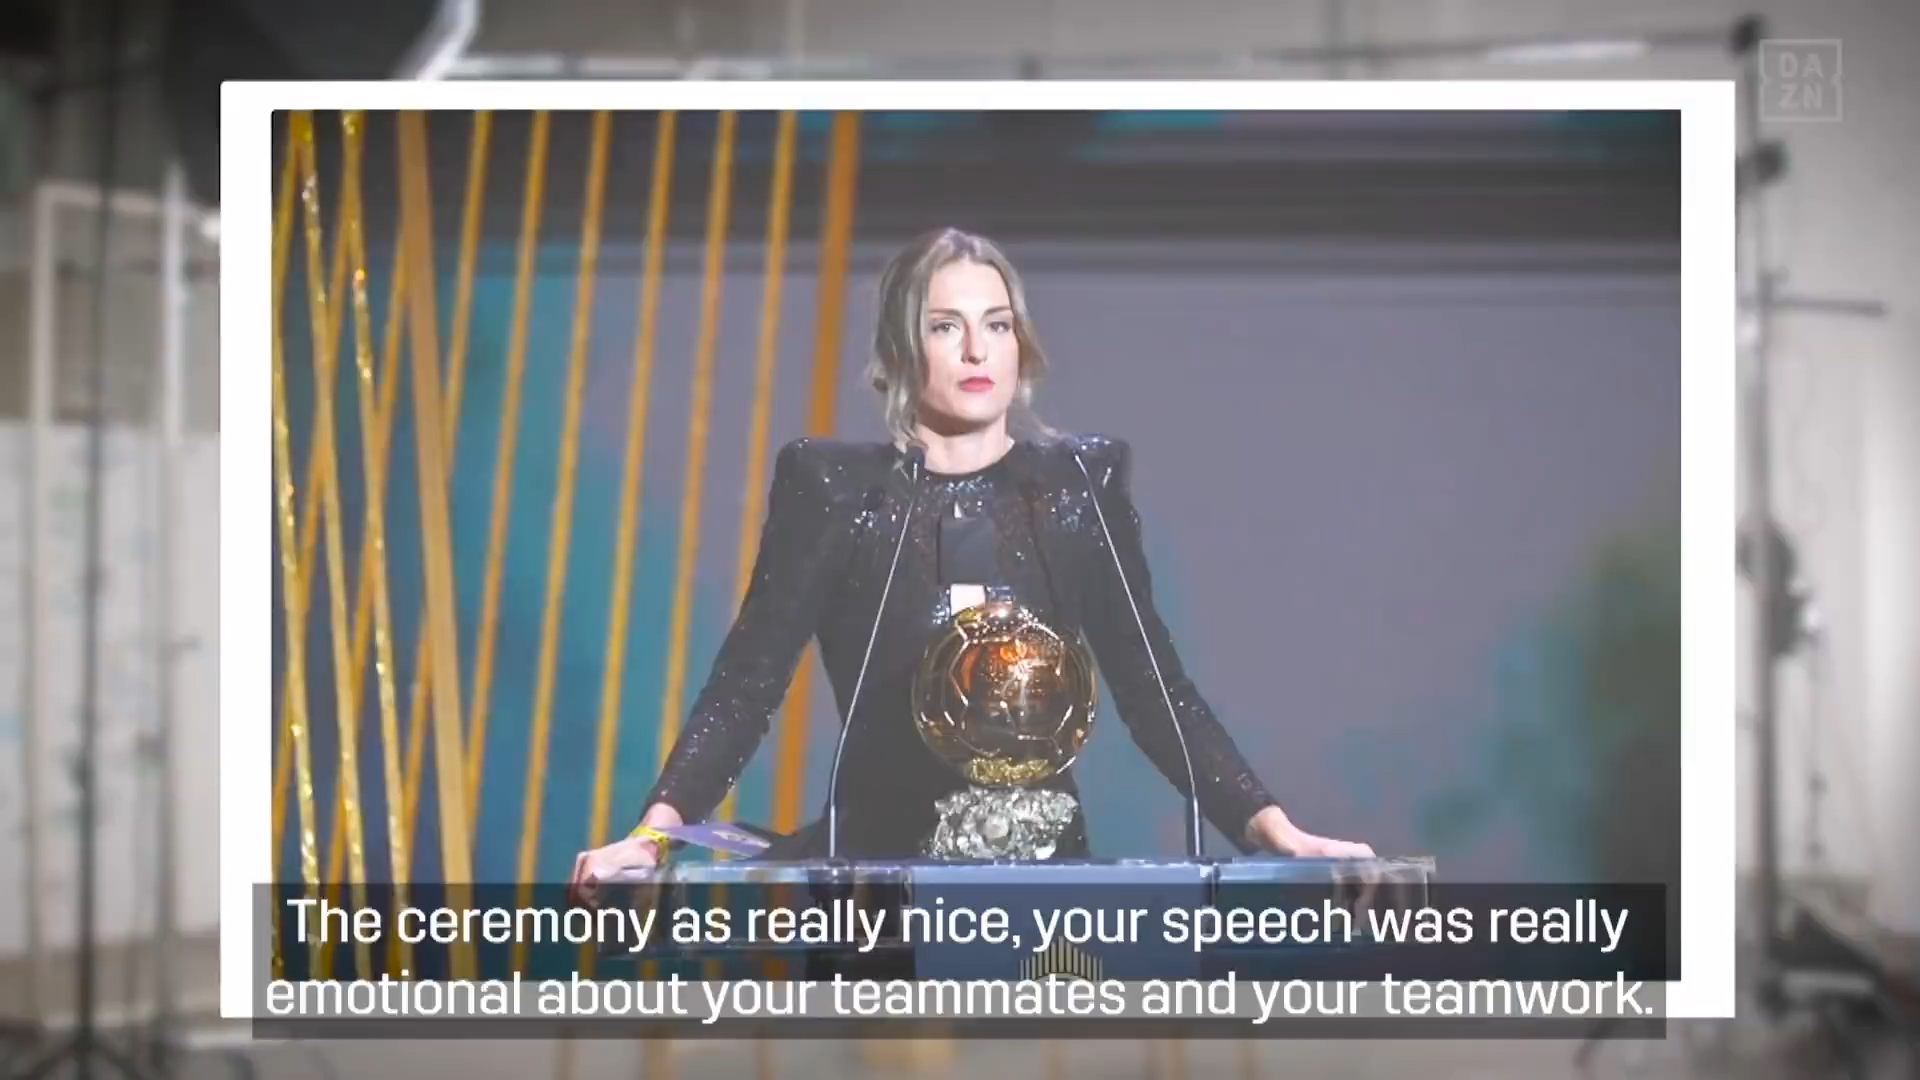 DA
ZN
The ceremony as really nice, your speech was really
emotional about your teammates and your teamwork.